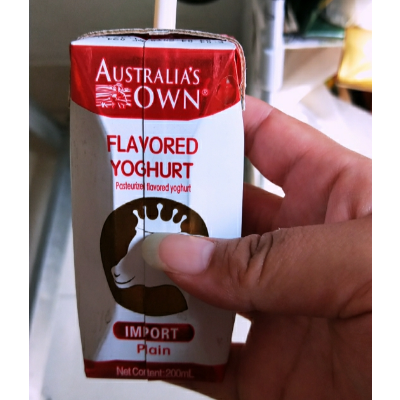 AUSTRALIA'S
OWN®
FLAVORED
YOGHURT
Pasteurized flavored yoghurt
IMPORT
Plain
Net Content: 200mL